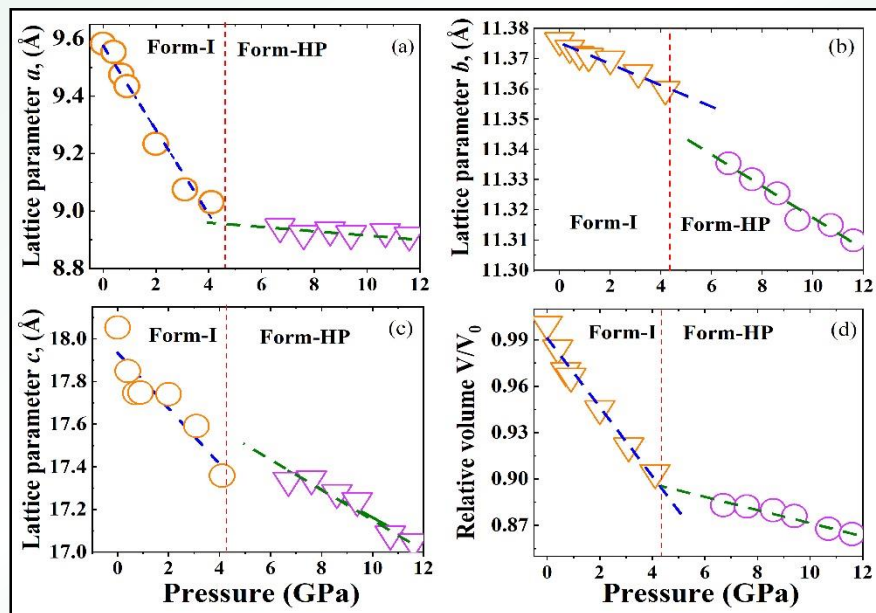 Lattice parameter a, (Å)
9.6
9.4
9.2
9.0
8.8
Form-I
Form-HP
(a)
0 2 4 6 8 10 12
Lattice parameter b, (Å)
11.38
11.37
11.36
11.34
11.33
11.31
11.30
(b)
Form-I
Form-HP
0 2 4 6 8 10 12
Lattice parameter c, (Å)
18.0
17.8
17.6
17.4
17.2
17.0
Form-I
(c)
Form-HP
0 2 4 6 8 10 12
Pressure (GPa)
Relative volume V/V0
0.99
0.96
0.93
0.90
0.87
Form-I
Form-HP
(d)
0 2 4 6 8 10 12
Pressure (GPa)